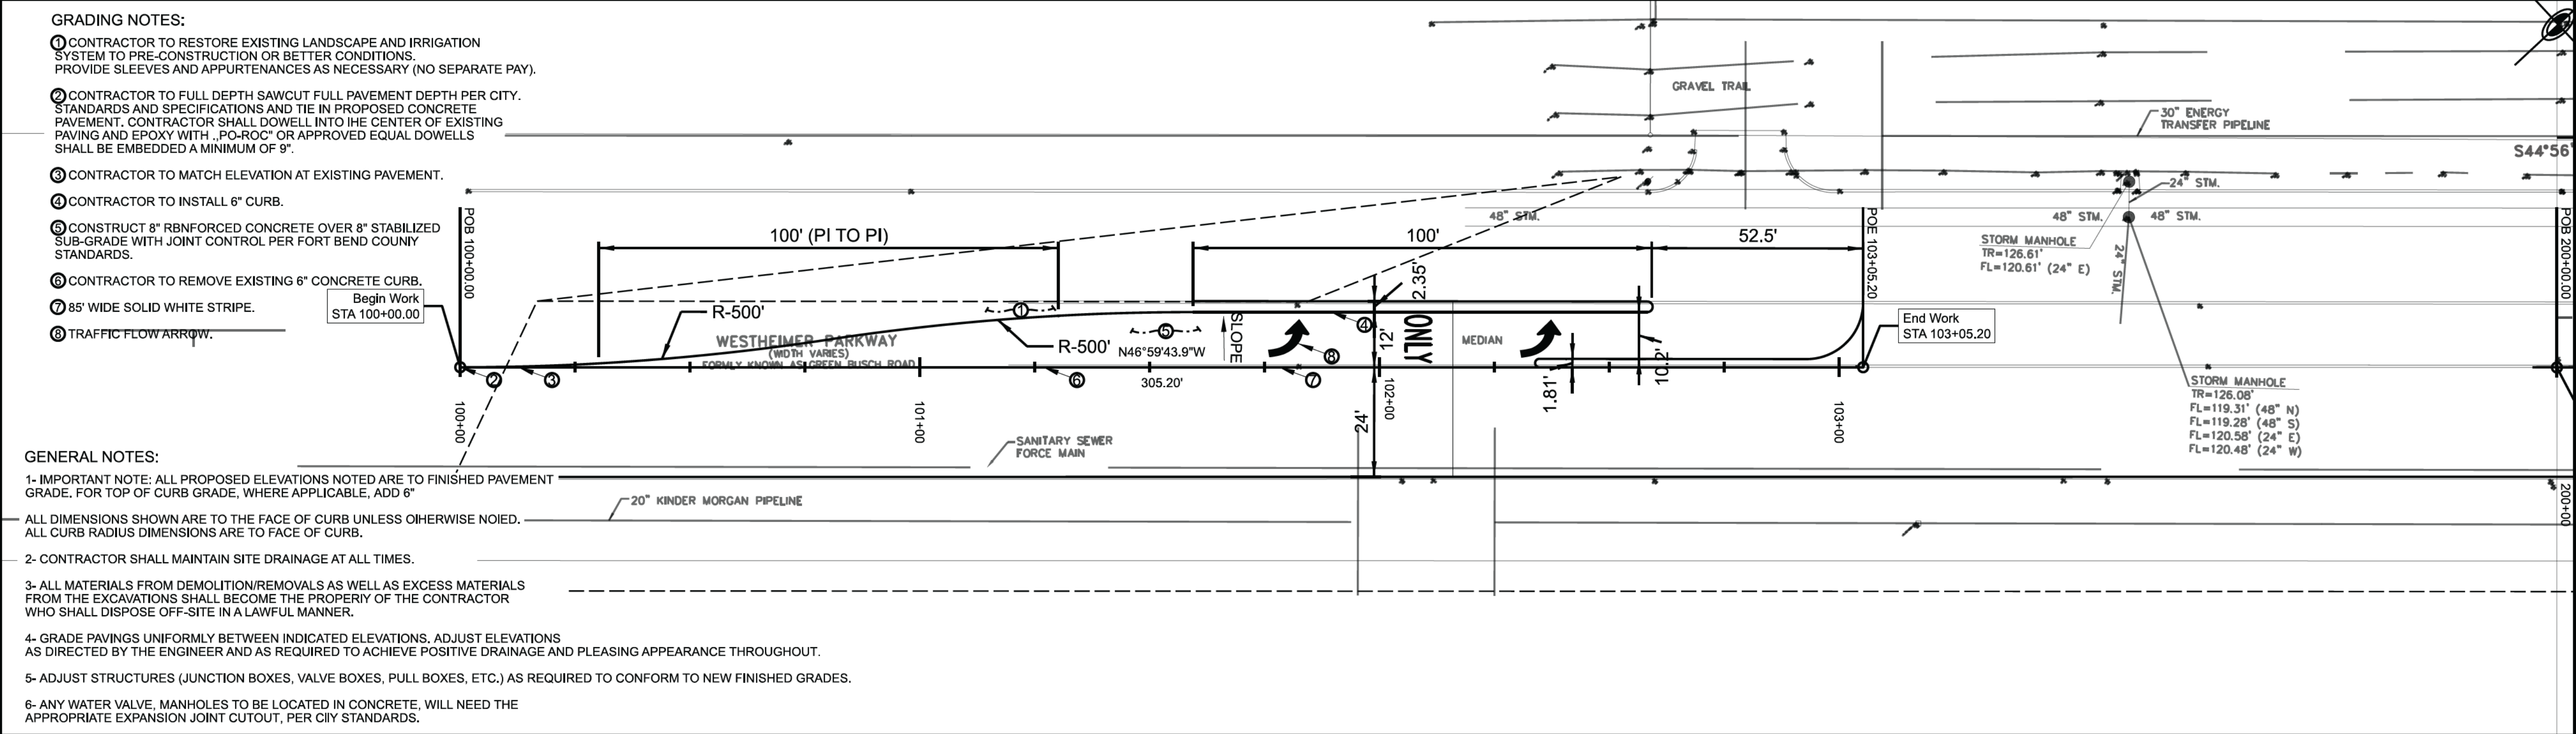 GRADING NOTES:
① CONTRACTOR TO RESTORE EXISTING LANDSCAPE AND IRRIGATION
SYSTEM TO PRE-CONSTRUCTION OR BETTER CONDITIONS.
PROVIDE SLEEVES AND APPURTENANCES AS NECESSARY (NO SEPARATE PAY).
② CONTRACTOR TO FULL DEPTH SAWCUT FULL PAVEMENT DEPTH PER CITY.
STANDARDS AND SPECIFICATIONS AND TIE IN PROPOSED CONCRETE
PAVEMENT. CONTRACTOR SHALL DOWELL INTO IHE CENTER OF EXISTING
PAVING AND EPOXY WITH ,,PO-ROC" OR APPROVED EQUAL DOWELLS
SHALL BE EMBEDDED A MINIMUM OF 9".
③ CONTRACTOR TO MATCH ELEVATION AT EXISTING PAVEMENT.
④ CONTRACTOR TO INSTALL 6" CURB.
⑤ CONSTRUCT 8" RBNFORCED CONCRETE OVER 8" STABILIZED
SUB-GRADE WITH JOINT CONTROL PER FORT BEND COUNIY
STANDARDS.
⑥ CONTRACTOR TO REMOVE EXISTING 6" CONCRETE CURB.
⑦ 85' WIDE SOLID WHITE STRIPE.
⑧ TRAFFIC FLOW ARROW.
Begin Work
STA 100+00.00
POB 100+00.00
100' (PI TO PI)
100'
52.5'
R-500'
R-500'
WESTHEIMER PARKWAY
(WIDTH VARIES)
FORMLY KNOWN AS GREEN BUSCH ROAD
①
⑤
N46°59'43.9"W
305.20'
SLOPE
④
⑧
②
③
⑥
⑦
12'
2.35'
ONLY
MEDIAN
1.81'
10.2'
24'
100+00
101+00
102+00
103+00
POE 103+05.20
End Work
STA 103+05.20
GRAVEL TRAIL
30" ENERGY
TRANSFER PIPELINE
S44°56'
24" STM.
48" STM.
48" STM.
48" STM.
24" STM.
STORM MANHOLE
TR=126.61'
FL=120.61' (24" E)
STORM MANHOLE
TR=126.08'
FL=119.31' (48" N)
FL=119.28' (48" S)
FL=120.58' (24" E)
FL=120.48' (24" W)
POB 200+00.00
200+00
SANITARY SEWER
FORCE MAIN
20" KINDER MORGAN PIPELINE
GENERAL NOTES:
1- IMPORTANT NOTE: ALL PROPOSED ELEVATIONS NOTED ARE TO FINISHED PAVEMENT
GRADE. FOR TOP OF CURB GRADE, WHERE APPLICABLE, ADD 6"
ALL DIMENSIONS SHOWN ARE TO THE FACE OF CURB UNLESS OIHERWISE NOIED.
ALL CURB RADIUS DIMENSIONS ARE TO FACE OF CURB.
2- CONTRACTOR SHALL MAINTAIN SITE DRAINAGE AT ALL TIMES.
3- ALL MATERIALS FROM DEMOLITION/REMOVALS AS WELL AS EXCESS MATERIALS
FROM THE EXCAVATIONS SHALL BECOME THE PROPERIY OF THE CONTRACTOR
WHO SHALL DISPOSE OFF-SITE IN A LAWFUL MANNER.
4- GRADE PAVINGS UNIFORMLY BETWEEN INDICATED ELEVATIONS. ADJUST ELEVATIONS
AS DIRECTED BY THE ENGINEER AND AS REQUIRED TO ACHIEVE POSITIVE DRAINAGE AND PLEASING APPEARANCE THROUGHOUT.
5- ADJUST STRUCTURES (JUNCTION BOXES, VALVE BOXES, PULL BOXES, ETC.) AS REQUIRED TO CONFORM TO NEW FINISHED GRADES.
6- ANY WATER VALVE, MANHOLES TO BE LOCATED IN CONCRETE, WILL NEED THE
APPROPRIATE EXPANSION JOINT CUTOUT, PER CIIY STANDARDS.